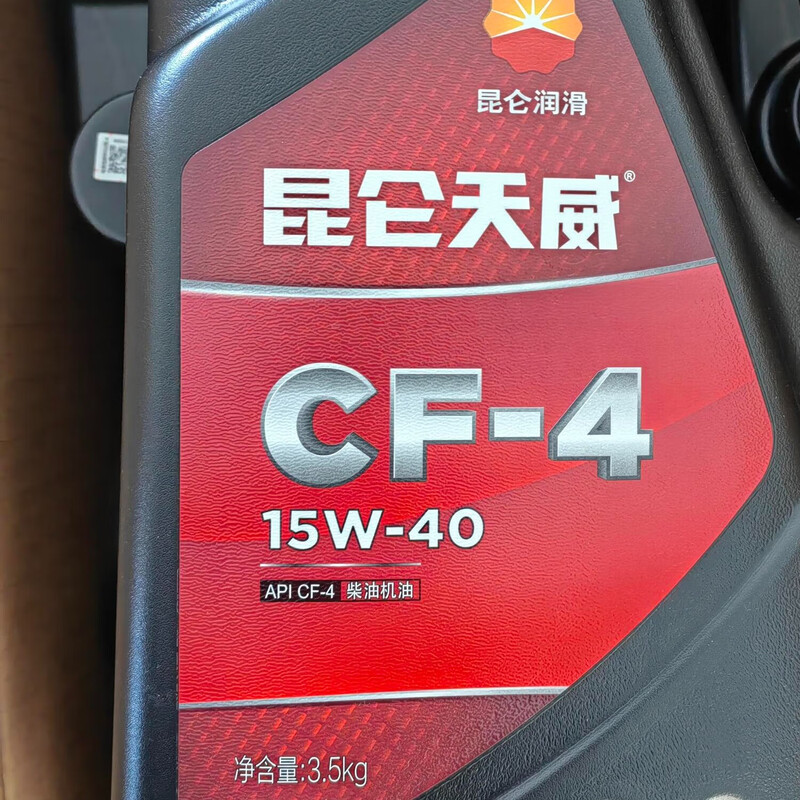 昆仑润滑
昆仑天威®
CF-4
15W-40
API CF-4 柴油机油
净含量:3.5kg